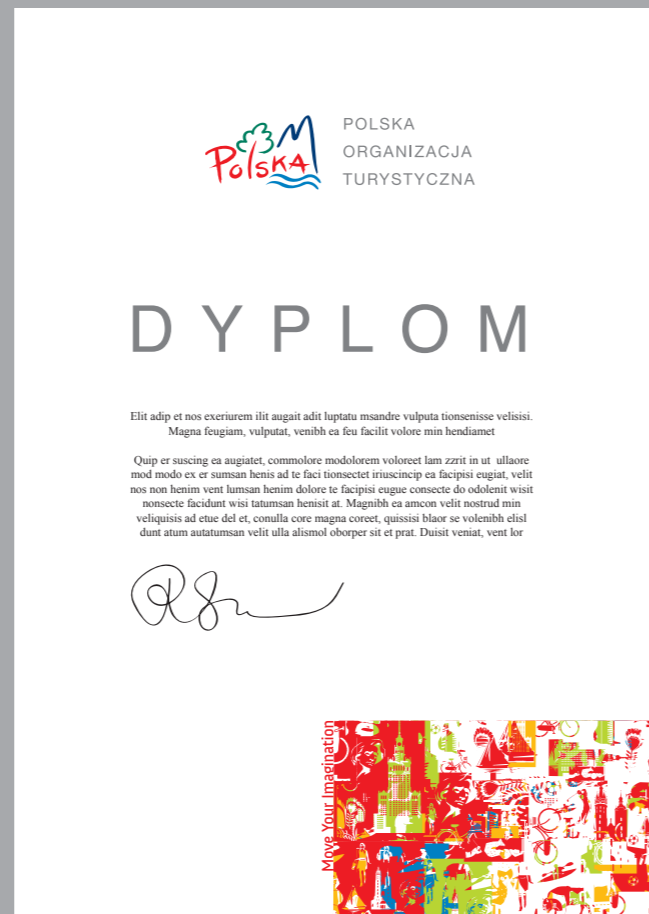 Polska
POLSKA
ORGANIZACJA
TURYSTYCZNA
DYPLOM
Elit adip et nos exeriurem ilit augait adit luptatu msandre vulputa tionsenisse velisisi.
Magna feugiam, vulputat, venibh ea feu facilit volore min hendiamet
Quip er suscing ea augiatet, commolore modolorem voloreet lam zzrit in ut ullaore
mod modo ex er sumsan henis ad te faci tionsectet iriuscincip ea facipisi eugiat, velit
nos non henim vent lumsan henim dolore te facipisi eugue consecte do odolenit wisit
nonsecte facidunt wisi tatumsan henisit at. Magnibh ea amcon velit nostrud min
veliquisis ad etue del et, conulla core magna coreet, quissisi blaor se volenibh elisl
dunt atum autatumsan velit ulla alismol oborper sit et prat. Duisit veniat, vent lor
Move Your Imagination